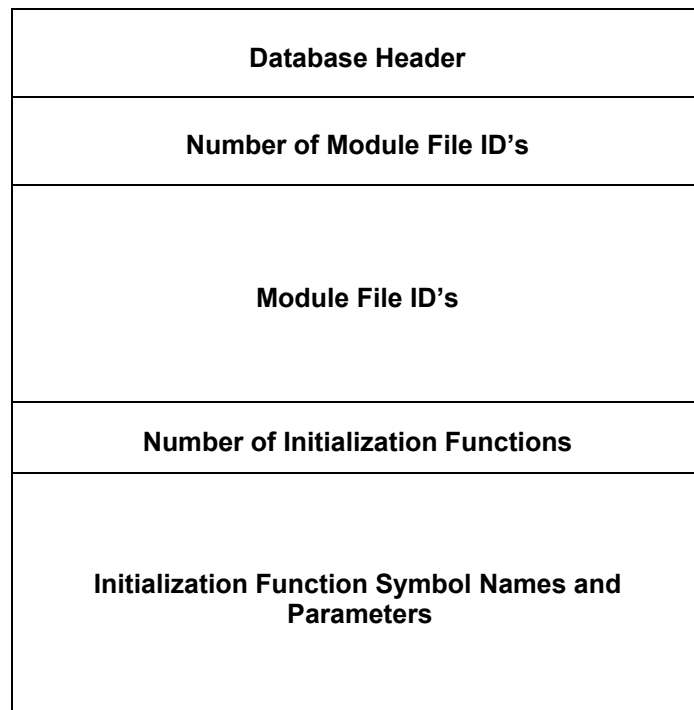 Database Header
Number of Module File ID’s
Module File ID’s
Number of Initialization Functions
Initialization Function Symbol Names and
Parameters